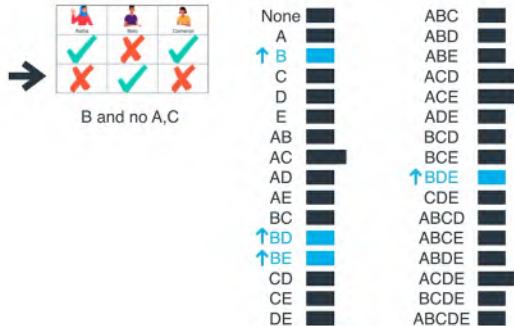 Aisha Beto Cameron
B and no A,C
None
A
↑ B
C
D
E
AB
AC
AD
AE
BC
↑BD
↑BE
CD
CE
DE
ABC
ABD
ABE
ACD
ACE
ADE
BCD
BCE
↑BDE
CDE
ABCD
ABCE
ABDE
ACDE
BCDE
ABCDE